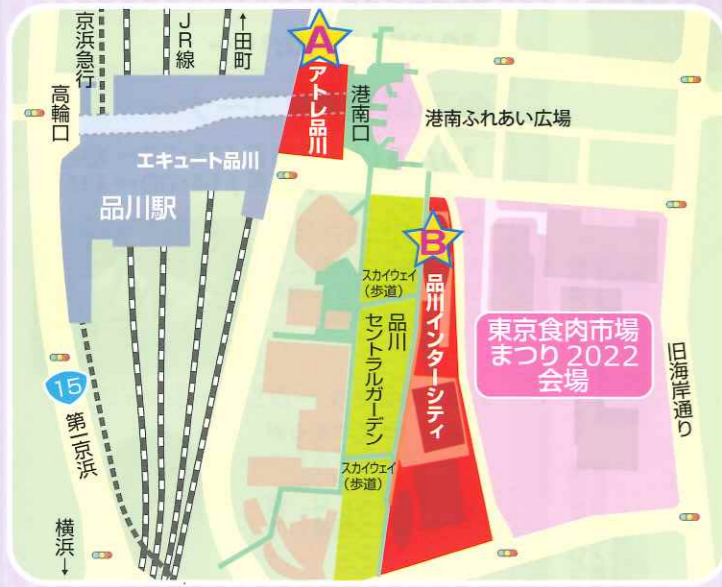 京浜急行
JR線
↑田町
A
アトレ品川
港南口
港南ふれあい広場
高輪口
エキュート品川
品川駅
B
品川インターシティ
スカイウェイ
(歩道)
品川
セントラルガーデン
東京食肉市場
まつり2022
会場
旧海岸通り
15
第一京浜
スカイウェイ
(歩道)
横浜↓